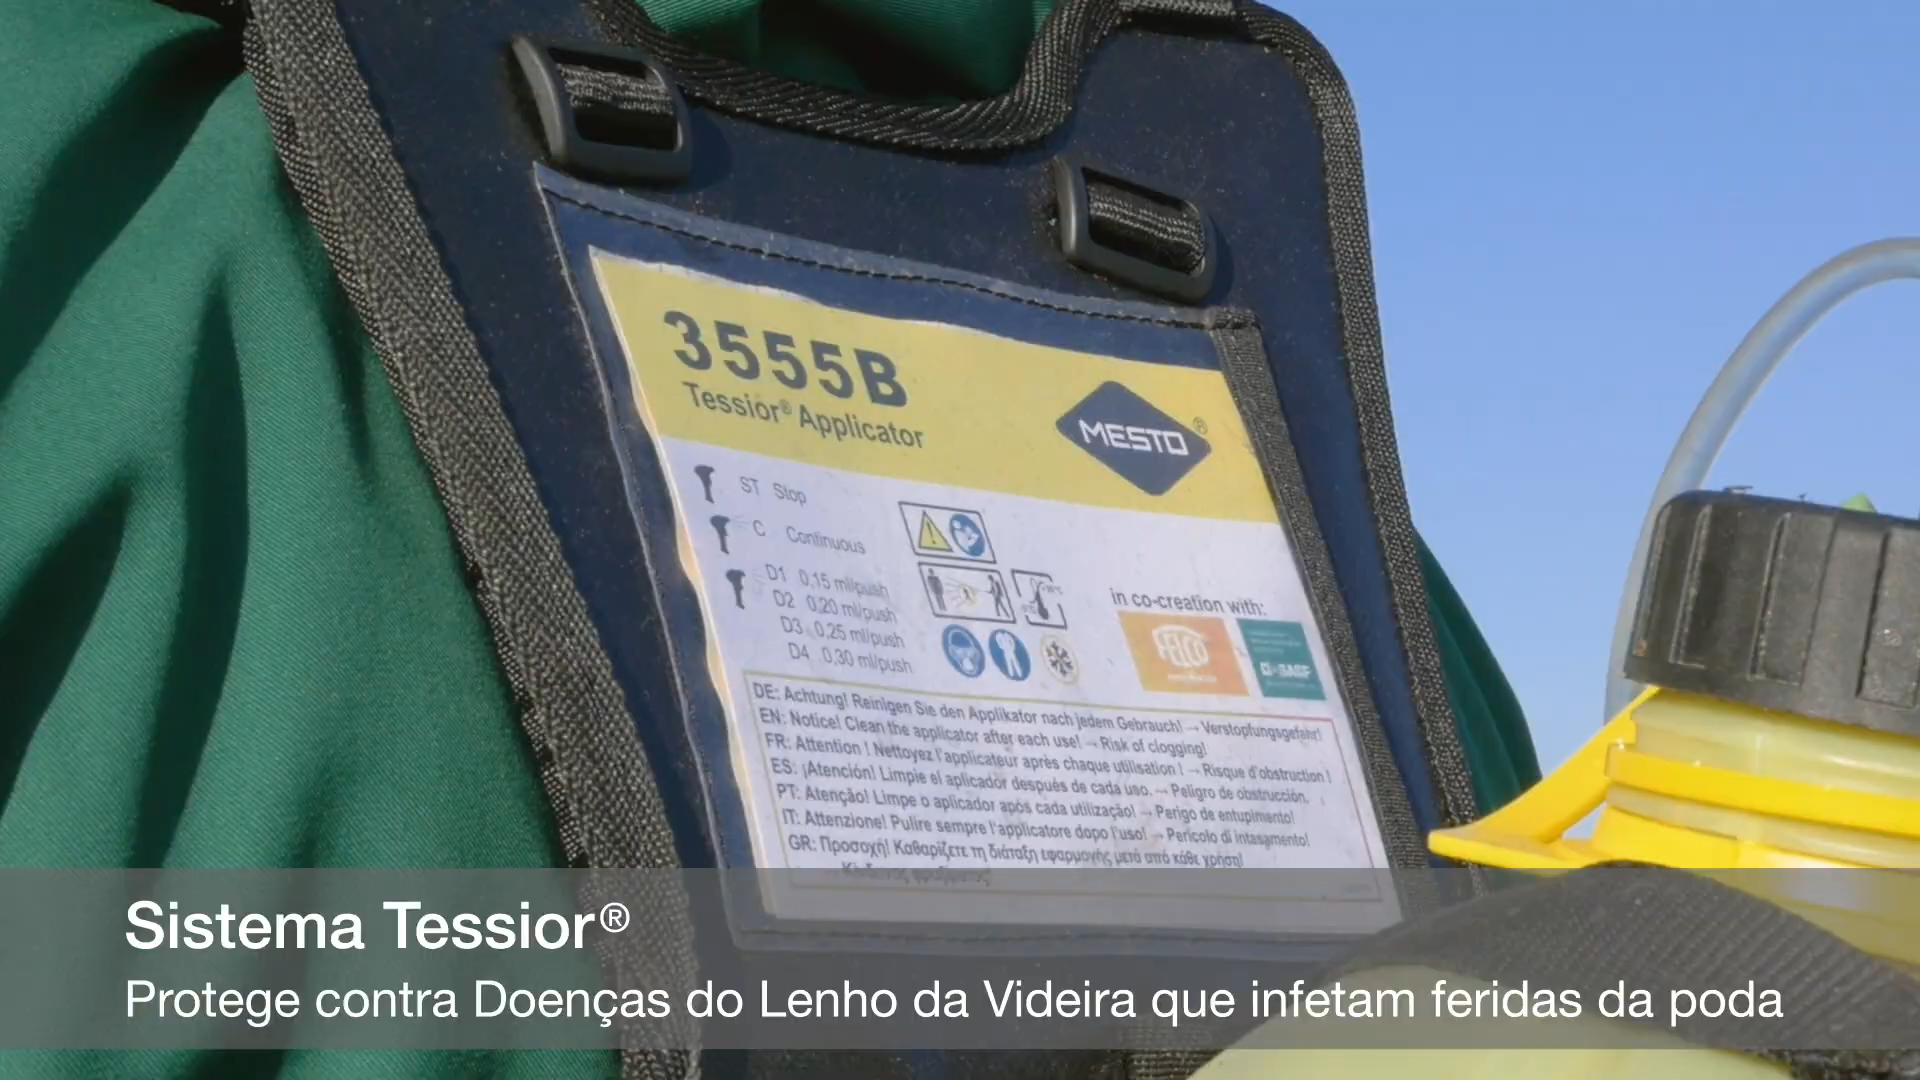 3555B
Tessior® Applicator
MESTO®
ST Stop
C Continuous
D1 0,15 ml/push
D2 0,20 ml/push
D3 0,25 ml/push
D4 0,30 ml/push
in co-creation with:
FELCO
BASF
DE: Achtung! Reinigen Sie den Applikator nach jedem Gebrauch! → Verstopfungsgefahr!
EN: Notice! Clean the applicator after each use! → Risk of clogging!
FR: Attention ! Nettoyez l'applicateur après chaque utilisation ! → Risque d'obstruction !
ES: ¡Atención! Limpie el aplicador después de cada uso. → Peligro de obstrucción.
PT: Atenção! Limpe o aplicador após cada utilização! → Perigo de entupimento!
IT: Attenzione! Pulire sempre l'applicatore dopo l'uso! → Pericolo di intasamento!
GR: Προσοχή! Καθαρίζετε τη διάταξη εφαρμογής μετά από κάθε χρήση!
Sistema Tessior®
Protege contra Doenças do Lenho da Videira que infetam feridas da poda